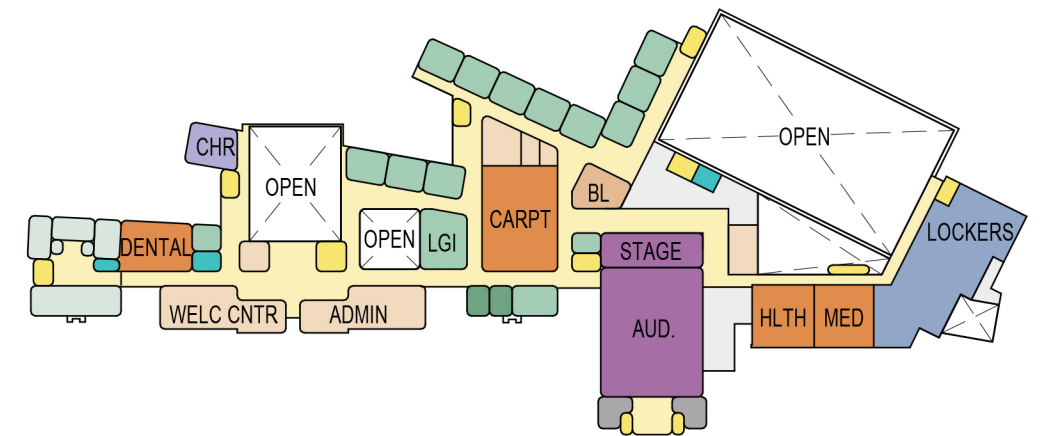 OPEN
CHR
OPEN
BL
CARPT
OPEN
LGI
LOCKERS
DENTAL
STAGE
WELC CNTR
ADMIN
AUD.
HLTH
MED